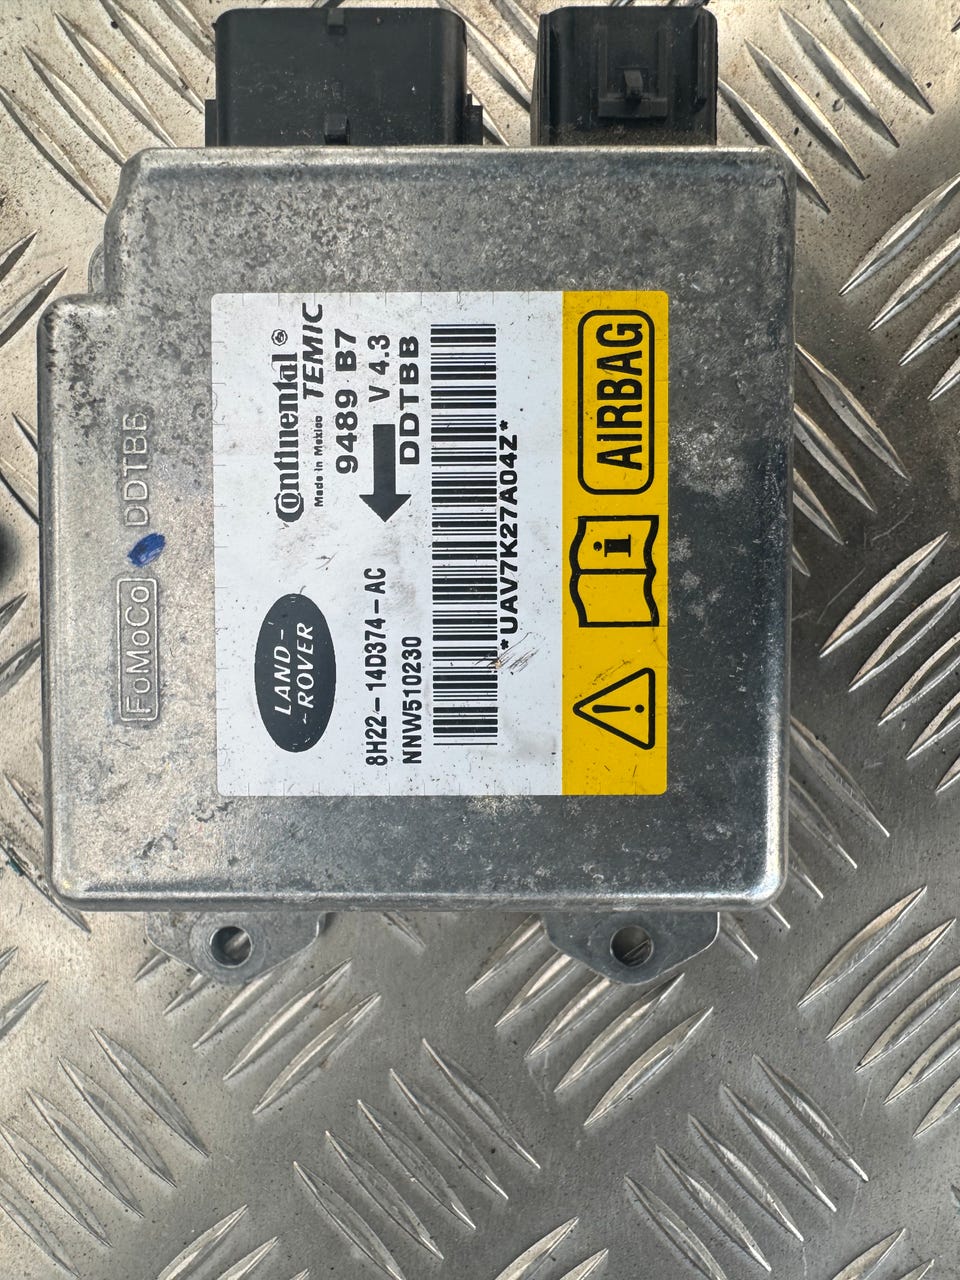 FoMoCo DDTBB
LAND-
-ROVER
Continental
Made in Mexico TEMIC
9489 B7
V 4.3
8H22-14D374-AC
DDTBB
NNW510230
*UAV7K27A04Z*
i
AIRBAG